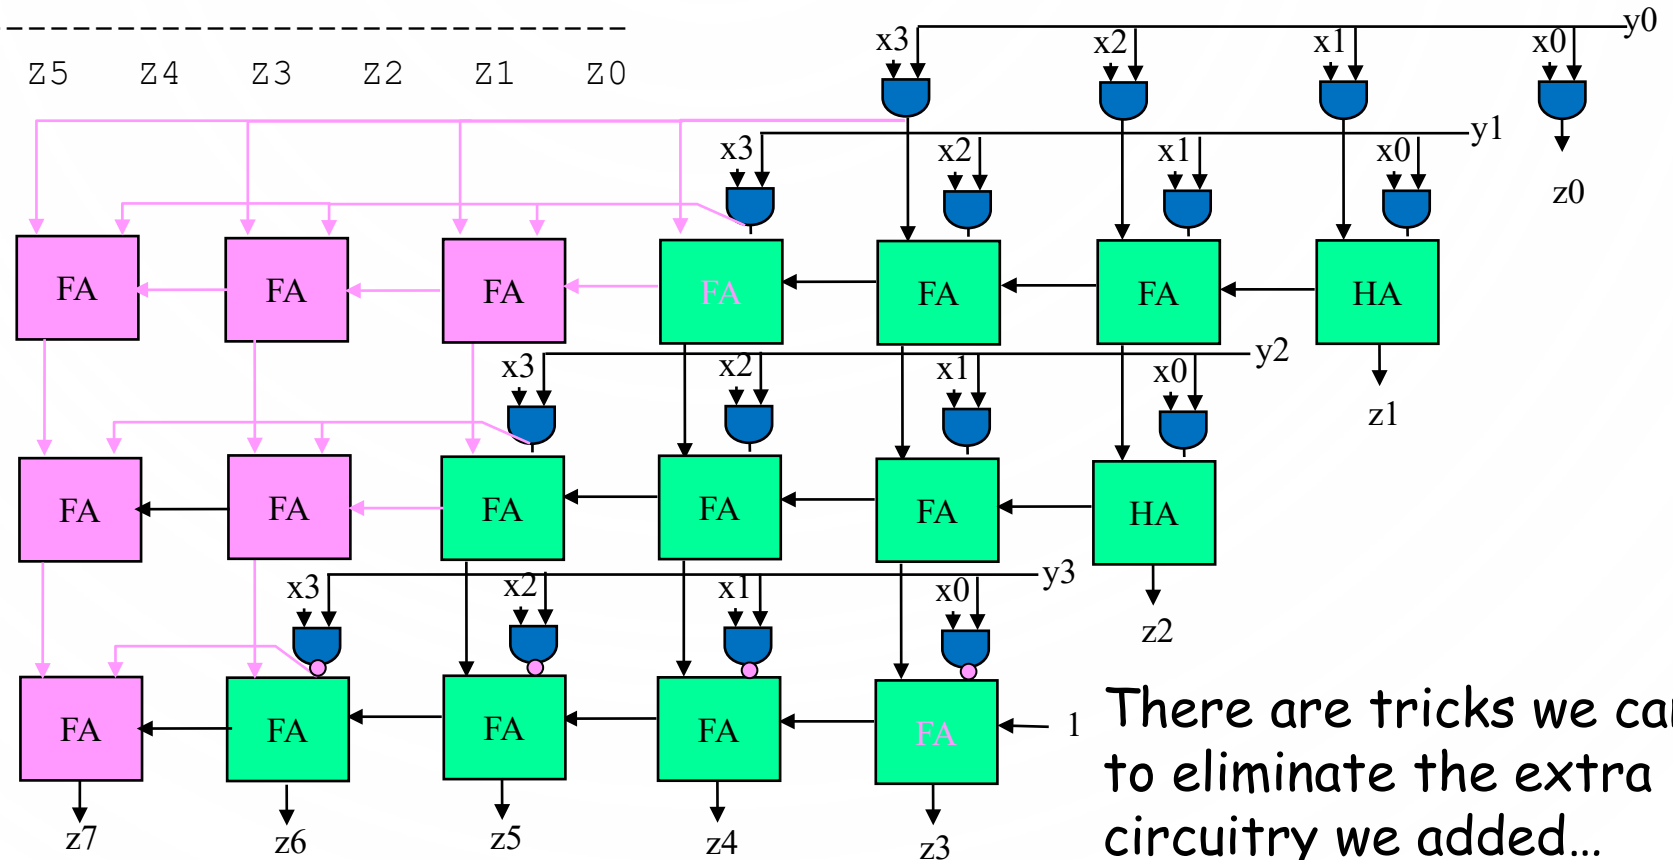 y0
x3 x2 x1 x0
Z5 Z4 Z3 Z2 Z1 Z0
y1
x3 x2 x1 x0
z0
FA FA FA FA FA FA HA
y2
x3 x2 x1 x0
z1
FA FA FA FA FA HA
y3
x3 x2 x1 x0
z2
FA FA FA FA FA 1
z7 z6 z5 z4 z3
There are tricks we can
to eliminate the extra
circuitry we added...